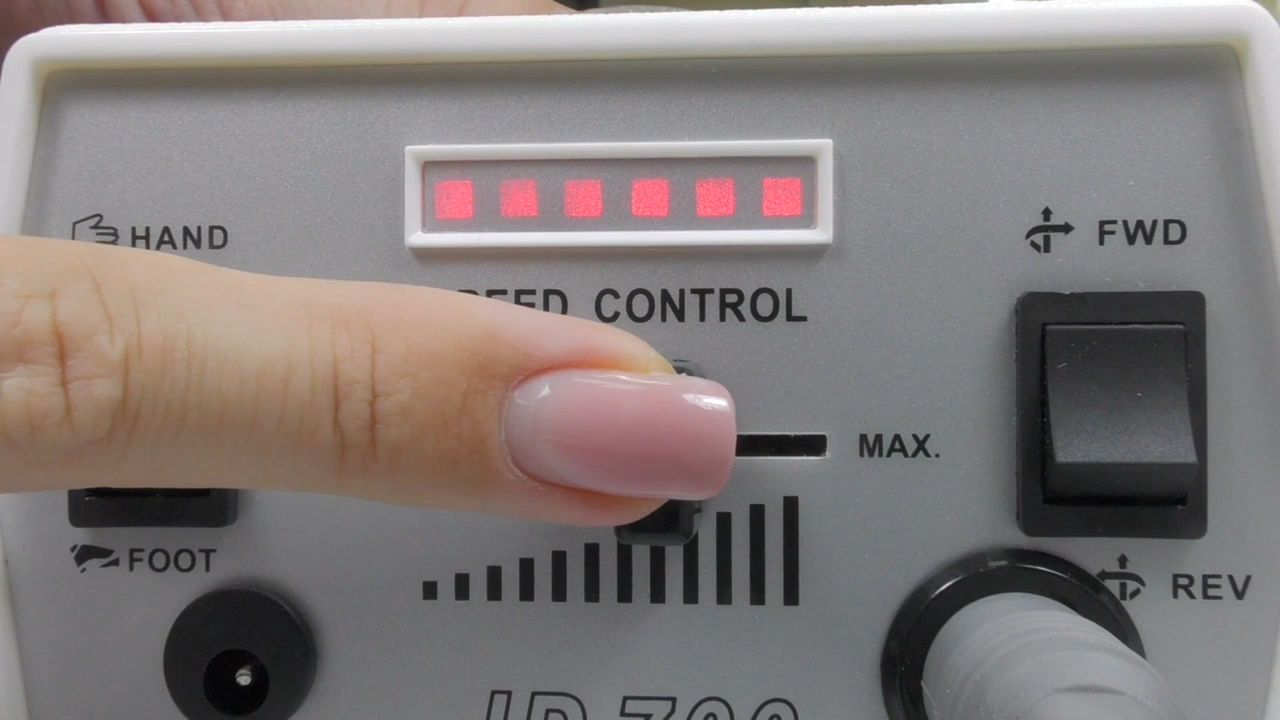 HAND
FWD
CONTROL
MAX.
FOOT
REV